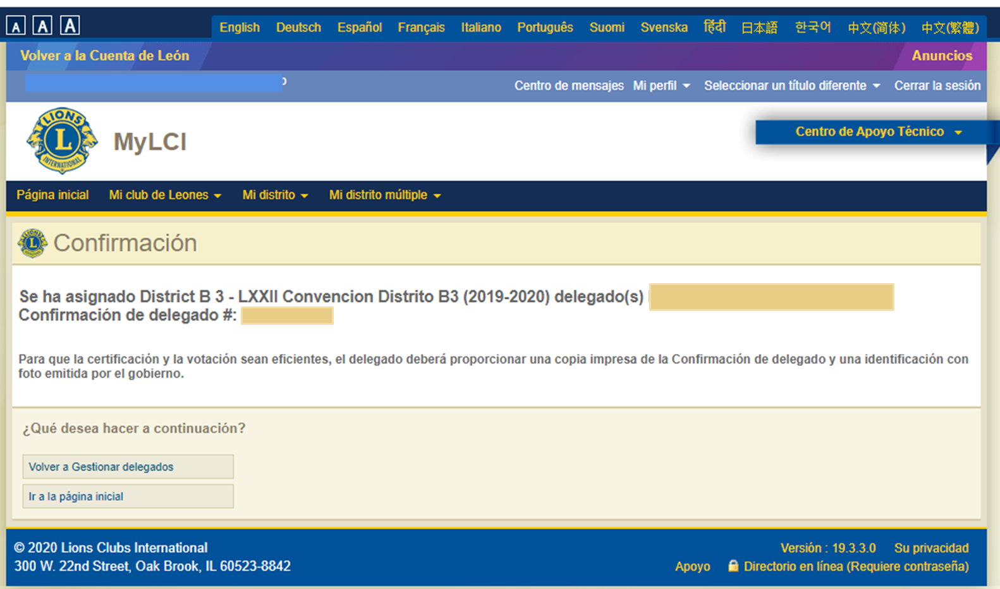 A A A English Deutsch Español Français Italiano Português Suomi Svenska हिंदी 日本語 한국어 中文(简体) 中文(繁體)
Volver a la Cuenta de León Anuncios
Centro de mensajes Mi perfil Seleccionar un título diferente Cerrar la sesión
LIONS L INTERNATIONAL
MyLCI
Centro de Apoyo Técnico
Página inicial Mi club de Leones Mi distrito Mi distrito múltiple
LIONS L Confirmación
Se ha asignado District B 3 - LXXII Convencion Distrito B3 (2019-2020) delegado(s)
Confirmación de delegado #:
Para que la certificación y la votación sean eficientes, el delegado deberá proporcionar una copia impresa de la Confirmación de delegado y una identificación con
foto emitida por el gobierno.
¿Qué desea hacer a continuación?
Volver a Gestionar delegados
Ir a la página inicial
© 2020 Lions Clubs International Versión : 19.3.3.0 Su privacidad
300 W. 22nd Street, Oak Brook, IL 60523-8842 Apoyo Directorio en línea (Requiere contraseña)